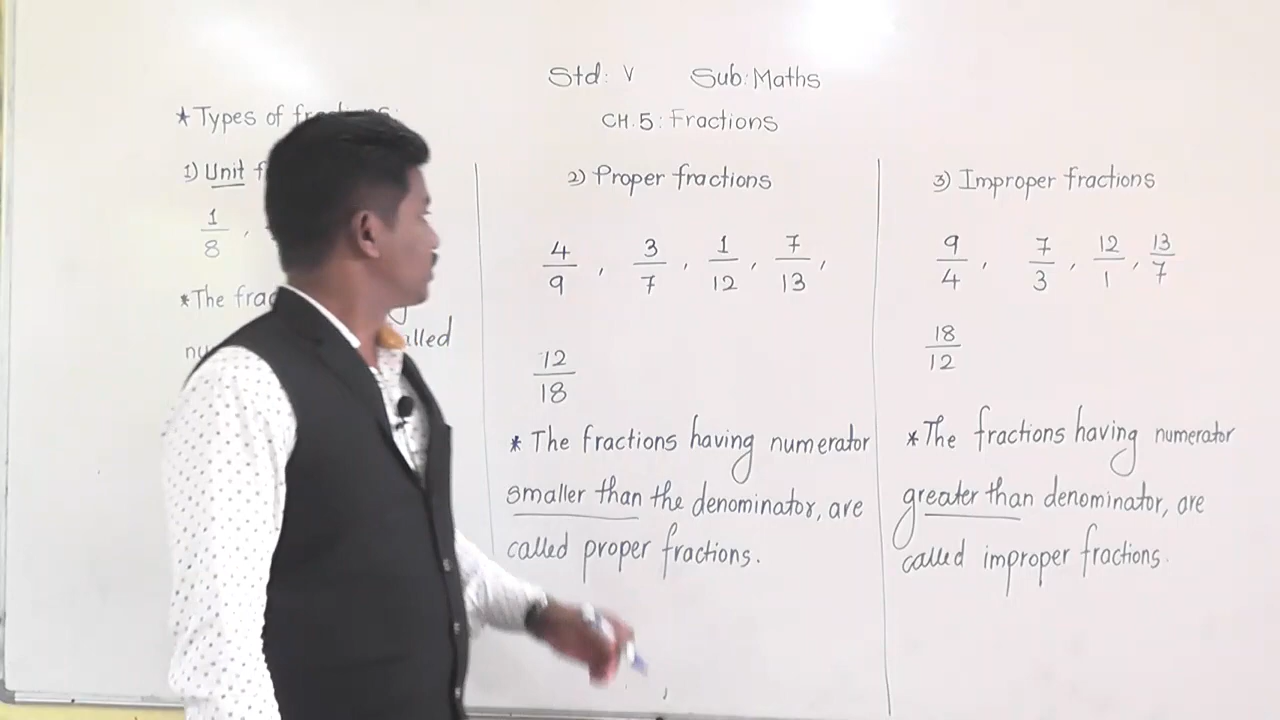 Std: V Sub: Maths
CH.5: Fractions
* Types of
1) Unit
1/8 ,
* The
called
2) Proper fractions
4/9 , 3/7 , 1/12 , 7/13 ,
12/18
* The fractions having numerator
smaller than the denominator, are
called proper fractions.
3) Improper fractions
9/4 , 7/3 , 12/1 , 13/7
18/12
* The fractions having numerator
greater than denominator, are
called improper fractions.